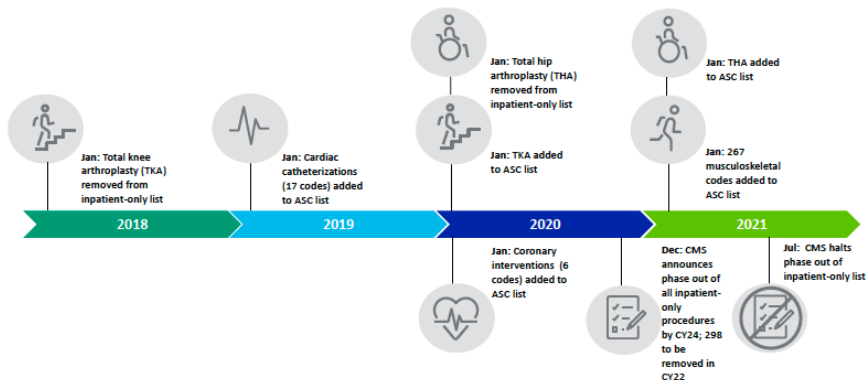 Jan: Total knee
arthroplasty (TKA)
removed from
inpatient-only list
Jan: Cardiac
catheterizations
(17 codes) added
to ASC list
Jan: Total hip
arthroplasty (THA)
removed from
inpatient-only list
Jan: TKA added
to ASC list
Jan: THA added
to ASC list
Jan: 267
musculoskeletal
codes added to
ASC list
2018
2019
2020
2021
Jan: Coronary
interventions (6
codes) added to
ASC list
Dec: CMS
announces
phase out of
all inpatient-
only
procedures
by CY24; 298
to be
removed in
CY22
Jul: CMS halts
phase out of
inpatient-only list